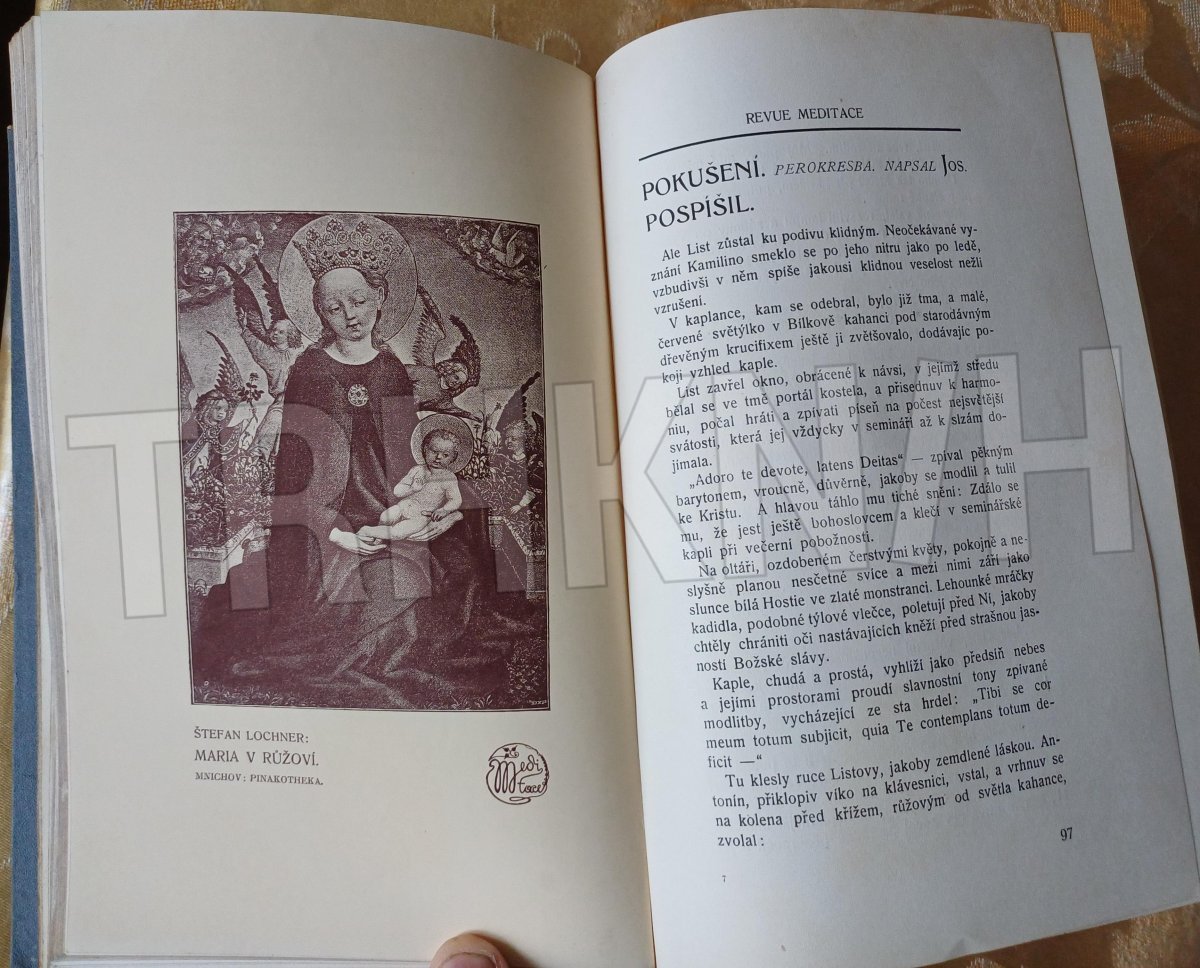 ŠTEFAN LOCHNER:
MARIA V RŮŽOVÍ.
MNICHOV: PINAKOTHEKA.
Medi
tace
REVUE MEDITACE
POKUŠENÍ. PEROKRESBA. NAPSAL JOS.
POSPÍŠIL.
Ale List zůstal ku podivu klidným. Neočekávané vy-
znání Kamilino smeklo se po jeho nitru jako po ledě,
vzbudivši v něm spíše jakousi klidnou veselost nežli
vzrušení.
V kaplance, kam se odebral, bylo již tma, a malé,
červené světýlko v Bílkově kahanci pod starodávným
dřevěným krucifixem ještě ji zvětšovalo, dodávajíc po-
koji vzhled kaple.
List zavřel okno, obrácené k návsi, v jejímž středu
bělal se ve tmě portál kostela, a přisednuv k harmo-
niu, počal hráti a zpívati píseň na počest nejsvětější
svátosti, která jej vždycky v semináři až k slzám do-
jímala.
„Adoro te devote, latens Deitas“ — zpíval pěkným
barytonem, vroucně, důvěrně, jakoby se modlil a tulil
ke Kristu. A hlavou táhlo mu tiché snění: Zdálo se
mu, že jest ještě bohoslovcem a klečí v seminářské
kapli při večerní pobožnosti.
Na oltáři, ozdobeném čerstvými květy, pokojně a ne-
slyšně planou nesčetné svíce a mezi nimi září jako
slunce bílá Hostie ve zlaté monstranci. Lehounké mráčky
kadidla, podobné týlové vlečce, poletují před Ní, jakoby
chtěly chrániti oči nastávajících kněží před strašnou jas-
ností Božské slávy.
Kaple, chudá a prostá, vyhlíží jako předsíň nebes
a jejími prostorami proudí slavnostní tony zpívané
modlitby, vycházející ze sta hrdel: „Tibi se cor
meum totum subjicit, quia Te contemplans totum de-
ficit —“
Tu klesly ruce Listovy, jakoby zemdlené láskou. An-
tonín, přiklopiv víko na klávesnici, vstal, a vrhnuv se
na kolena před křížem, růžovým od světla kahance,
zvolal:
97
7